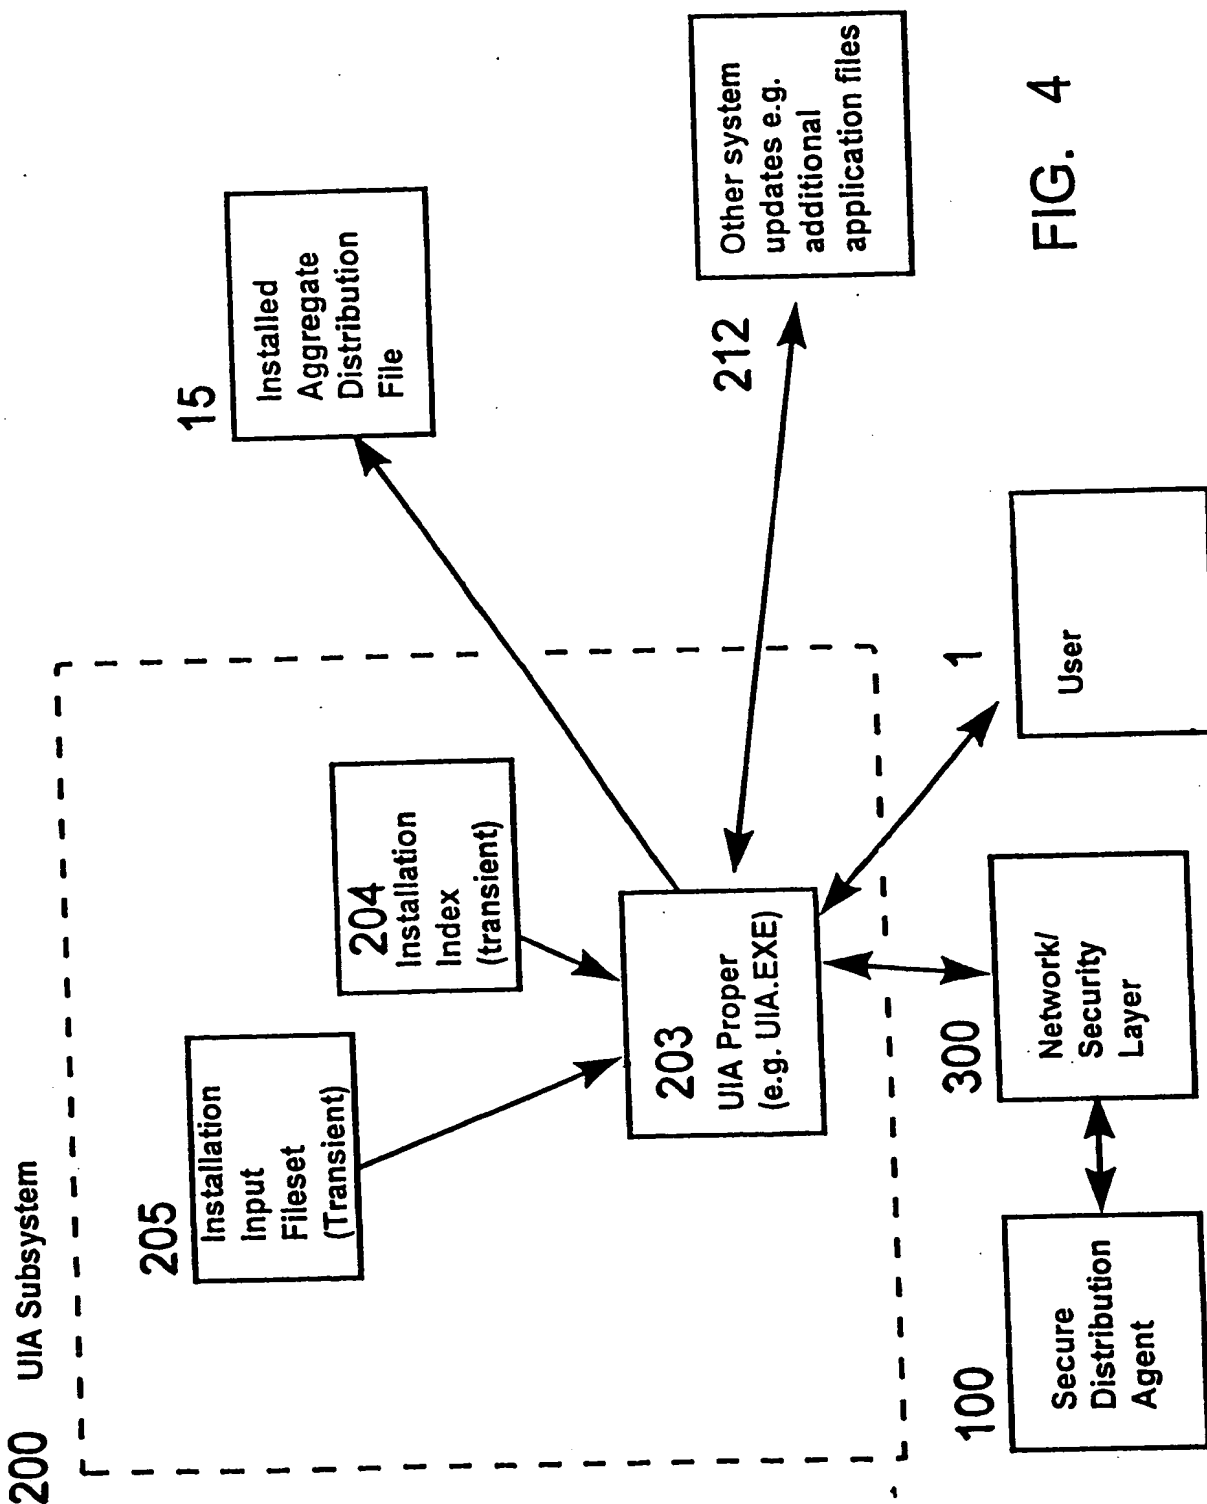 200 UIA Subsystem
205
Installation
Input
Fileset
(Transient)
204
Installation
Index
(transient)
15
Installed
Aggregate
Distribution
File
203
UIA Proper
(e.g. UIA.EXE)
212
Other system
updates e.g.
additional
application files
100
Secure
Distribution
Agent
300
Network/
Security
Layer
1
User
FIG. 4